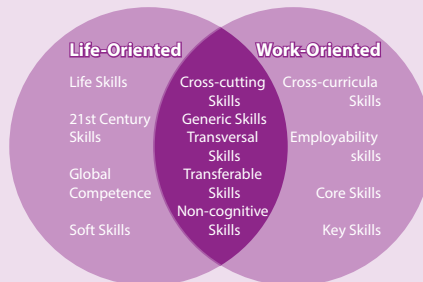 Life-Oriented
Life Skills
21st Century
Skills
Global
Competence
Soft Skills
Cross-cutting
Skills
Generic Skills
Transversal
Skills
Transferable
Skills
Non-cognitive
Skills
Work-Oriented
Cross-curricula
Skills
Employability
skills
Core Skills
Key Skills